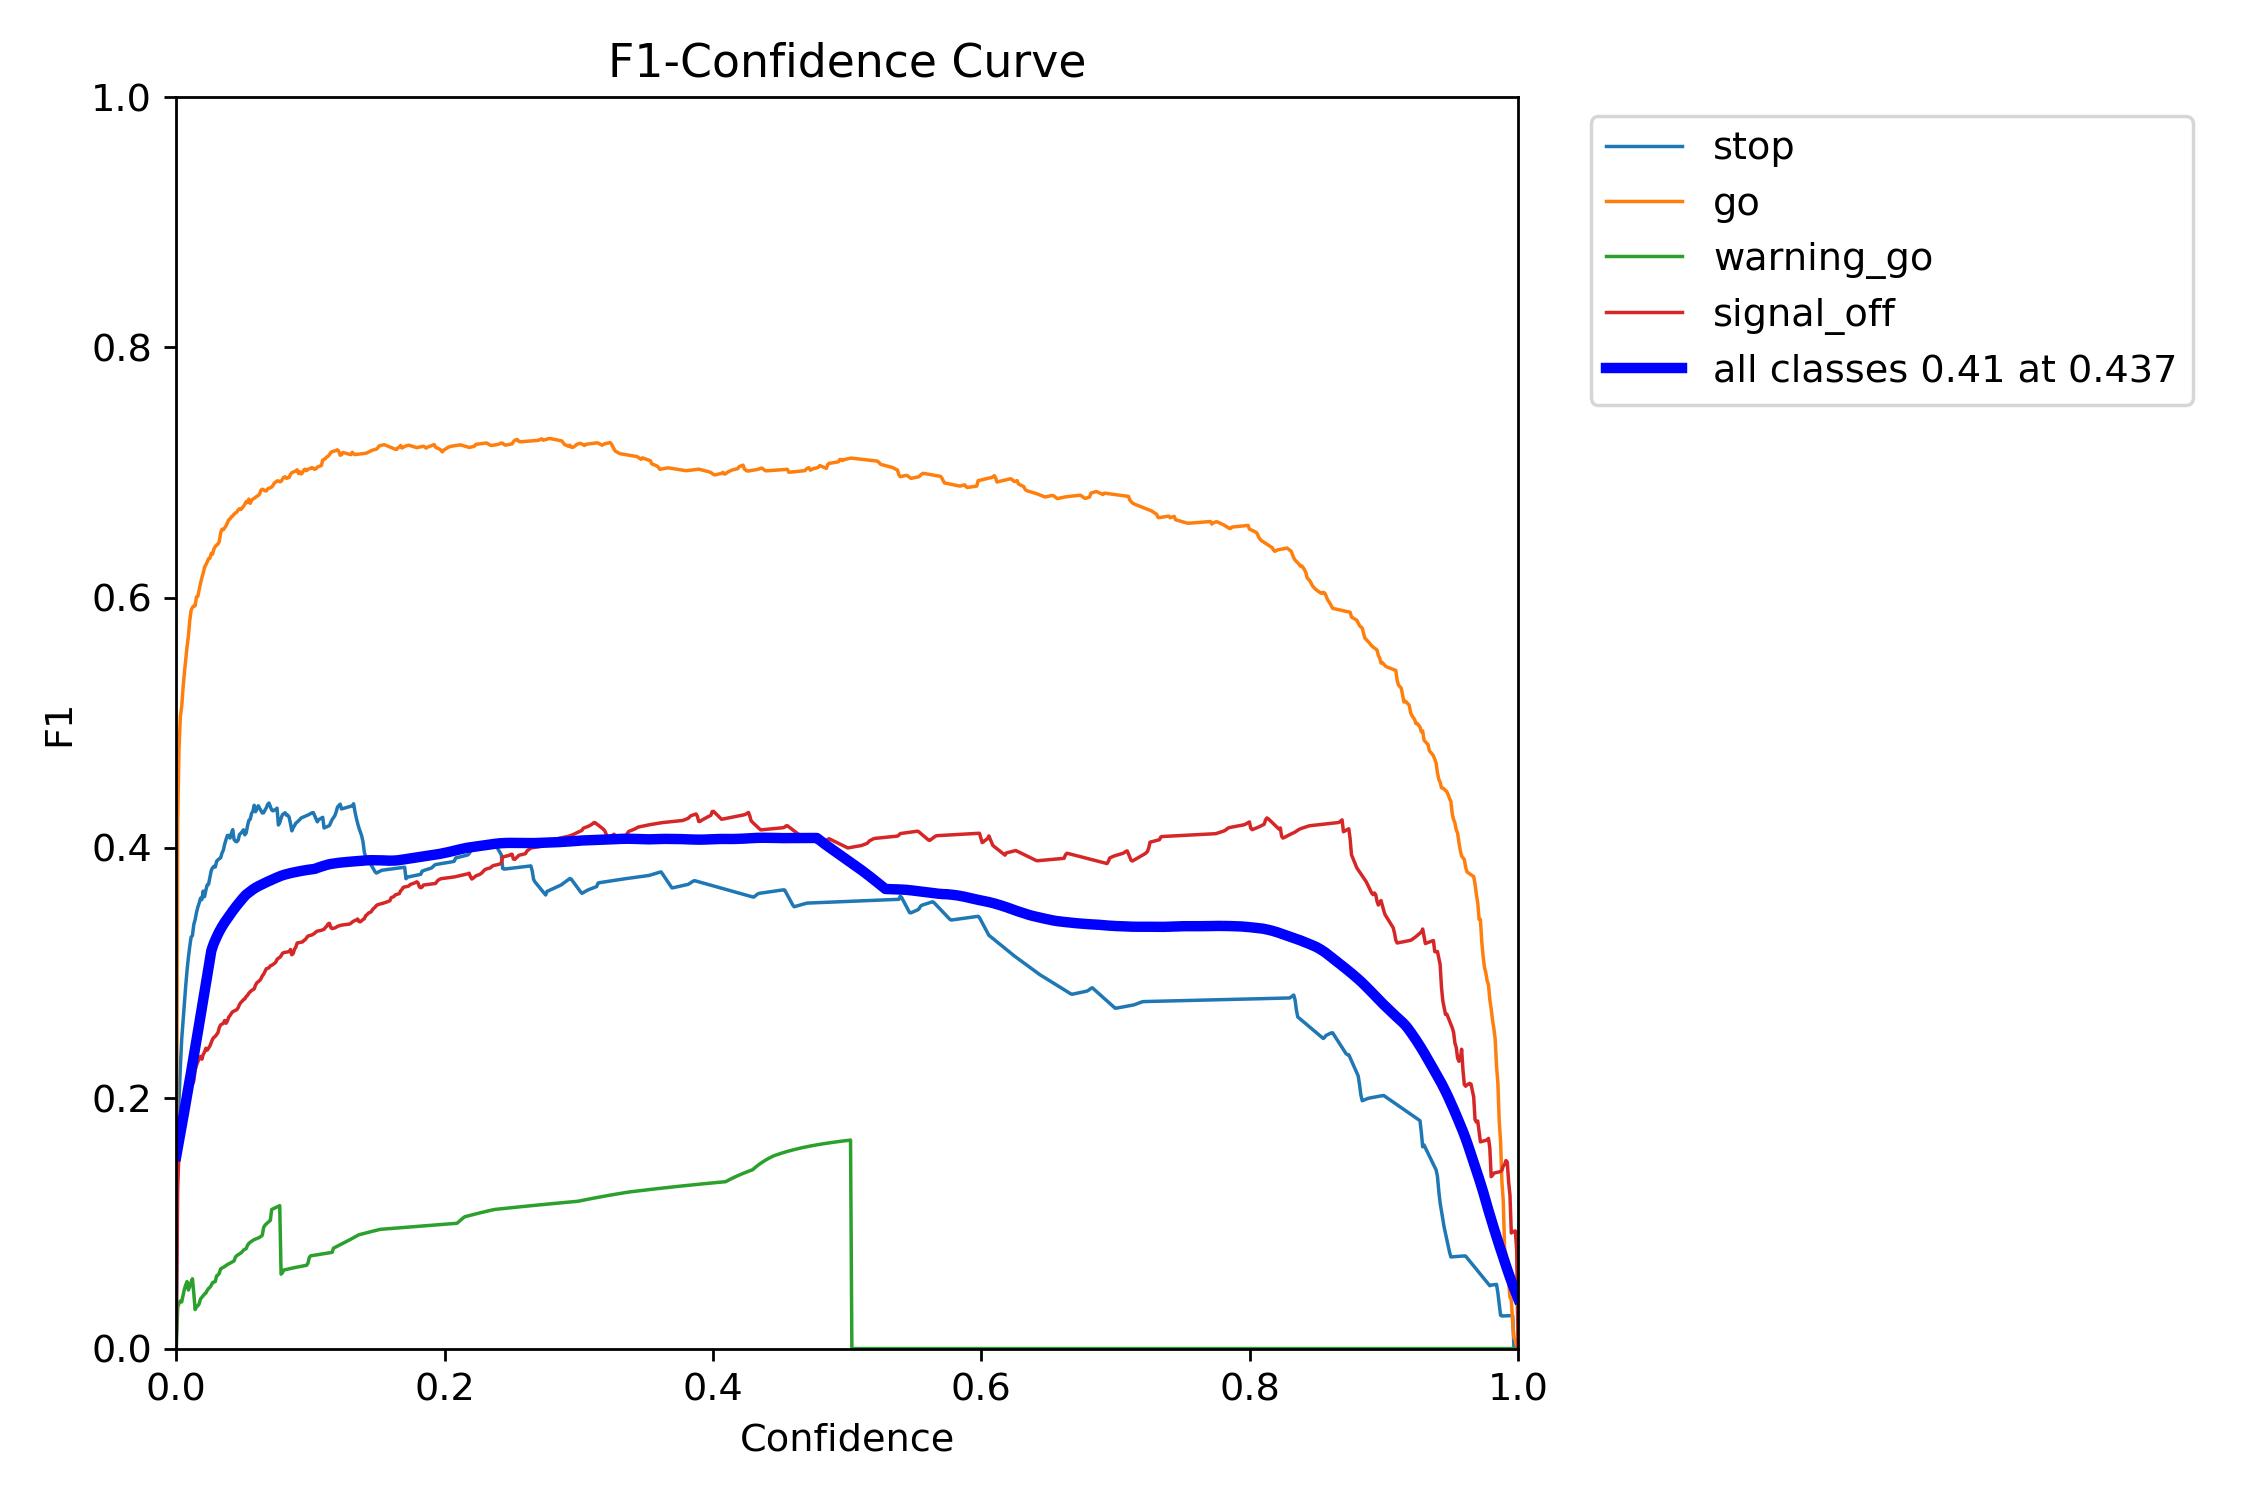 F1-Confidence Curve
1.0
0.8
0.6
0.4
0.2
0.0
F1
0.0 0.2 0.4 0.6 0.8 1.0
Confidence
stop
go
warning_go
signal_off
all classes 0.41 at 0.437